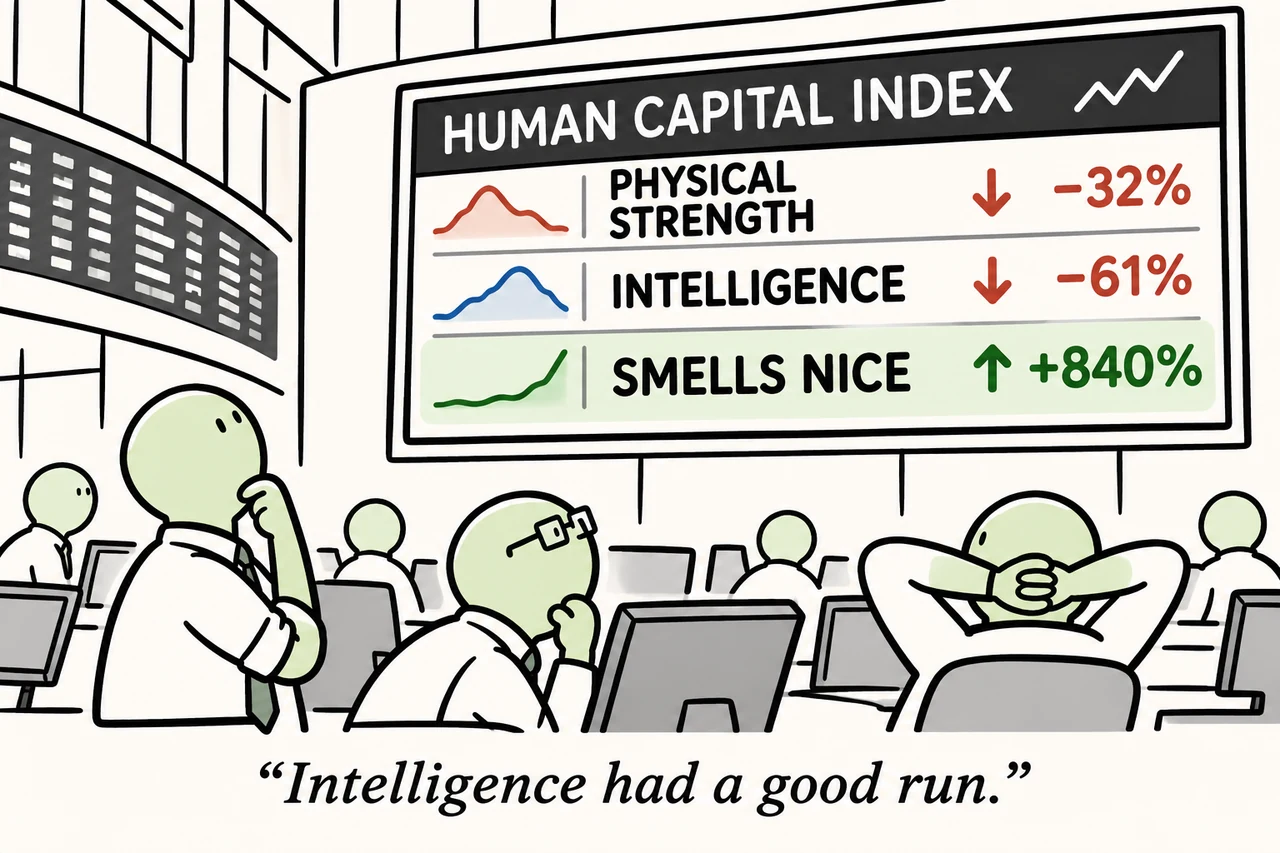 HUMAN CAPITAL INDEX
PHYSICAL
STRENGTH
↓ −32%
INTELLIGENCE ↓ −61%
SMELLS NICE ↑ +840%
“Intelligence had a good run.”